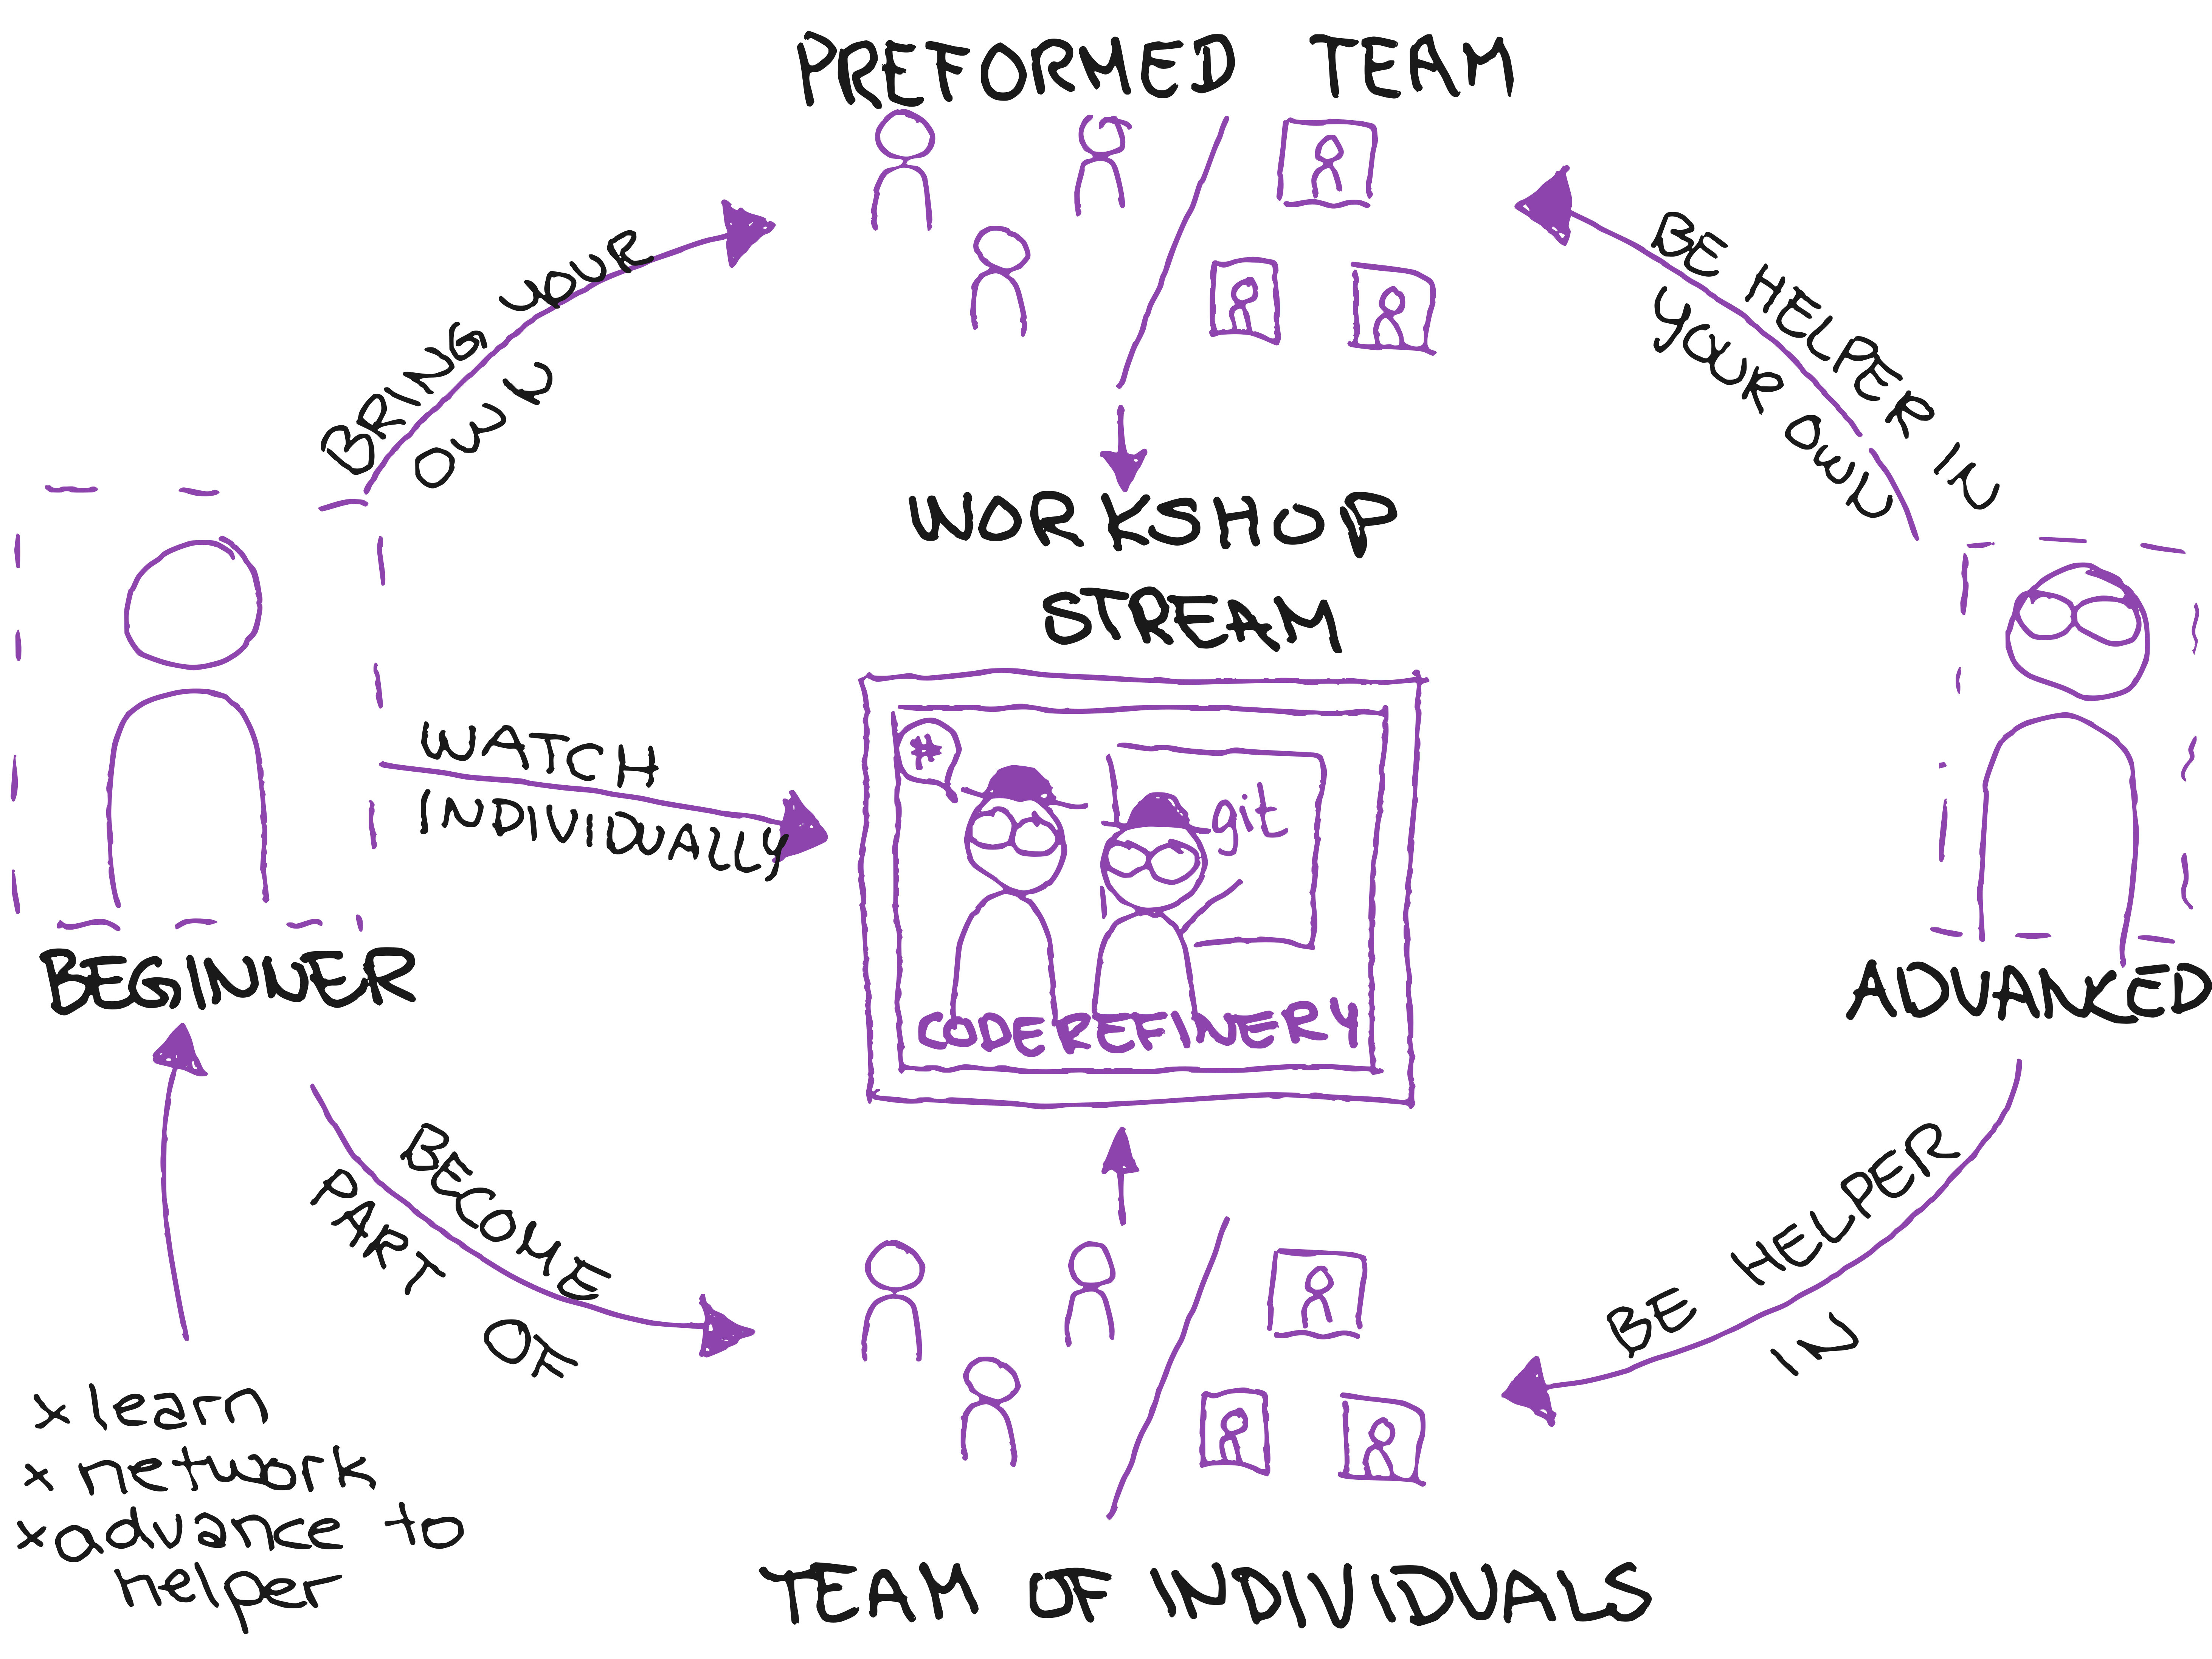 PREFORMED TEAM
BRING YOUR
OWN
BE HELPER IN
YOUR OWN
WORKSHOP
STREAM
WATCH
INDIVIDUALLY
#
git
CODEREFINERY
BEGINNER
ADVANCED
BECOME
PART
OF
BE HELPER
IN
x learn
x network
x advance to
helper
TEAM OF INDIVIDUALS